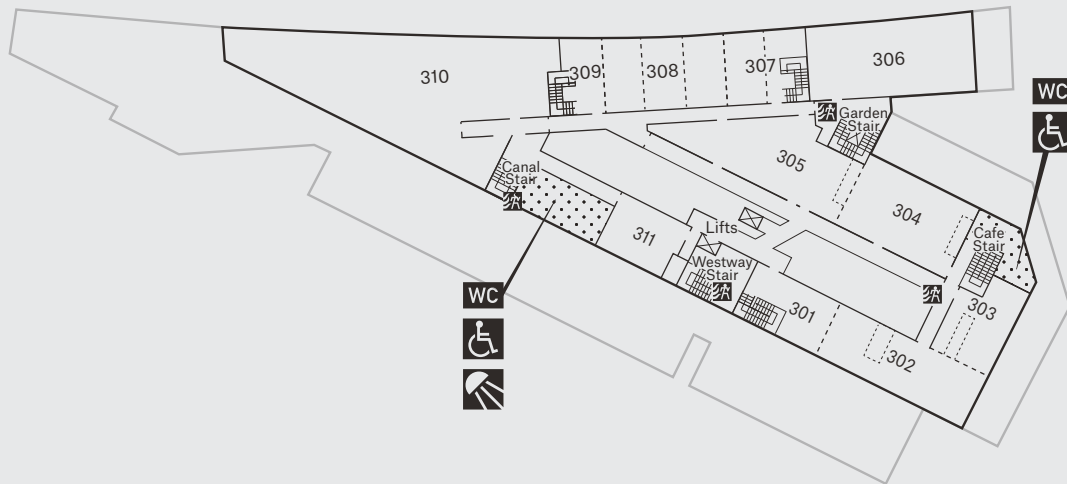 310
309
308
307
306
WC
Garden
Stair
305
Canal
Stair
304
311
Lifts
Cafe
Stair
Westway
Stair
WC
301
303
302